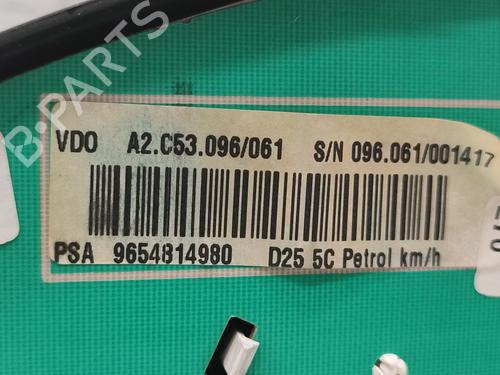 VDO A2.C53.096/061 S/N 096.061/001417
PSA 9654814980 D25 5C Petrol km/h
B-PARTS